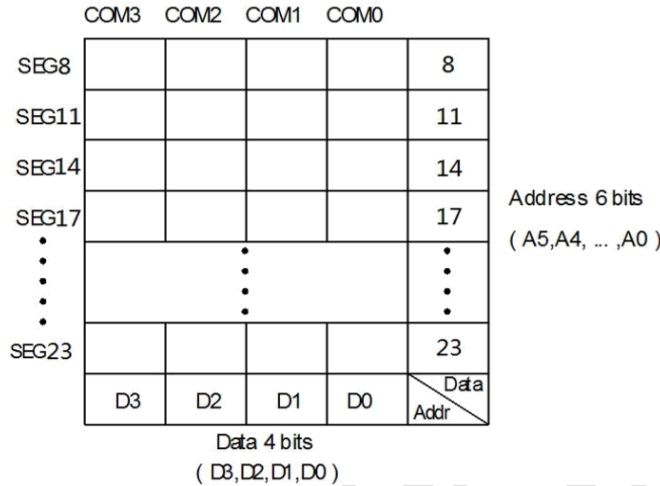 COM3 COM2 COM1 COM0
SEG8 8
SEG11 11
SEG14 14
SEG17 17
Address 6 bits
( A5,A4, ... ,A0 )
SEG23 23
D3 D2 D1 D0 Data
Addr
Data 4 bits
( D3,D2,D1,D0 )